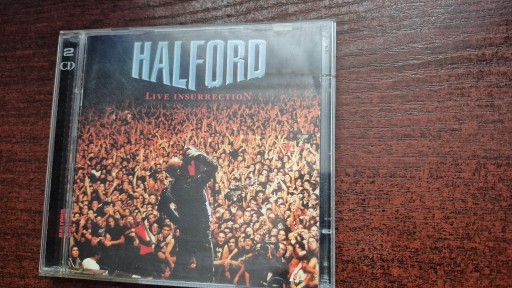 2
CD
HALFORD
LIVE INSURRECTION